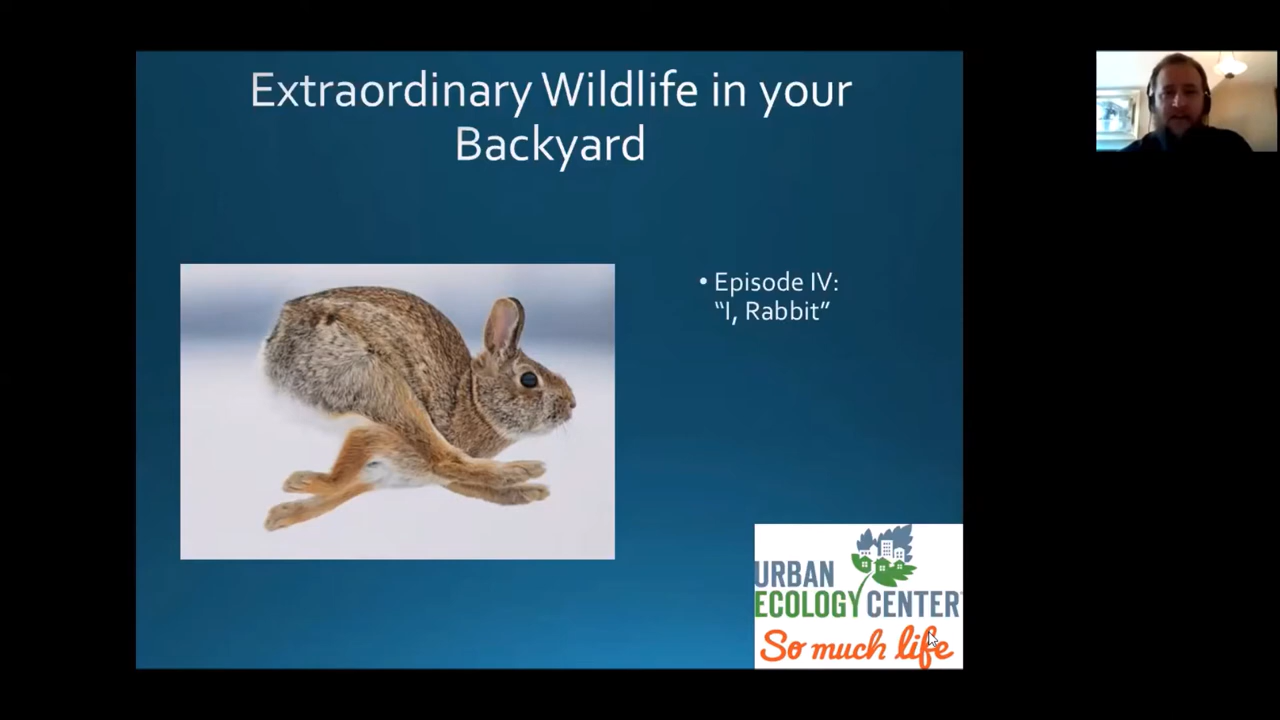 Extraordinary Wildlife in your
Backyard
• Episode IV:
“I, Rabbit”
URBAN
ECOLOGY CENTER
So much life